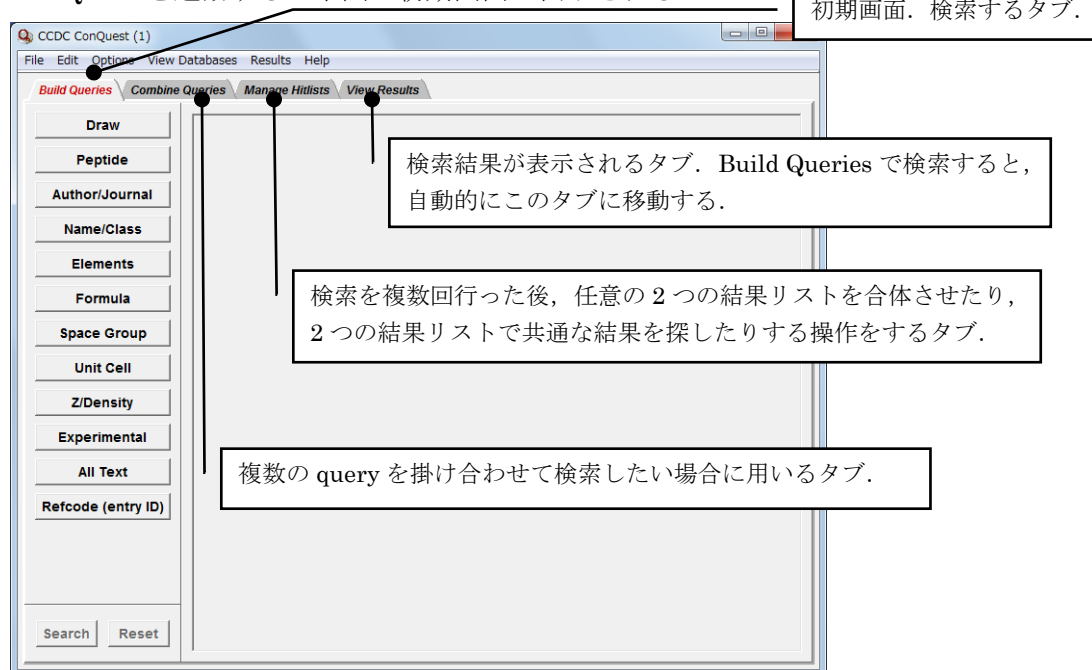 初期画面．検索するタブ．
CCDC ConQuest (1)
File Edit Options View Databases Results Help
Build Queries Combine Queries Manage Hitlists View Results
Draw
Peptide
検索結果が表示されるタブ．Build Queries で検索すると，
自動的にこのタブに移動する．
Author/Journal
Name/Class
Elements
Formula
検索を複数回行った後，任意の 2 つの結果リストを合体させたり，
2 つの結果リストで共通な結果を探したりする操作をするタブ．
Space Group
Unit Cell
Z/Density
Experimental
All Text
複数の query を掛け合わせて検索したい場合に用いるタブ．
Refcode (entry ID)
Search Reset